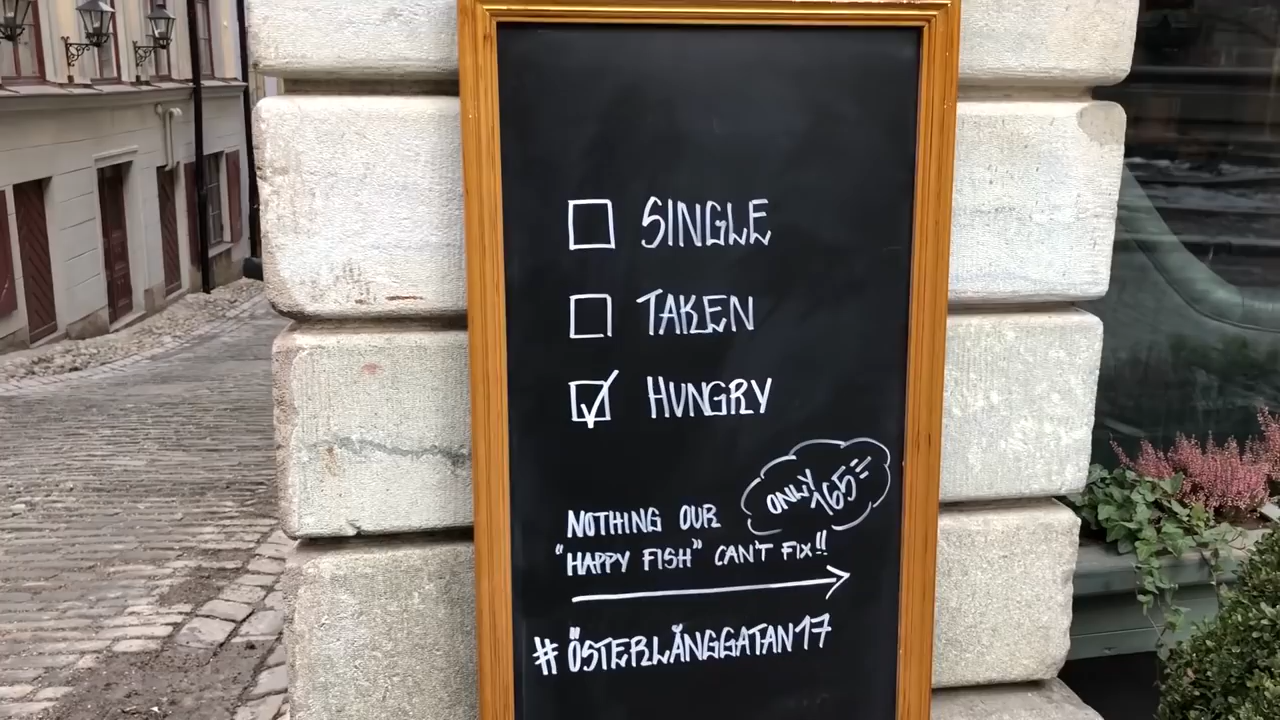 SINGLE
TAKEN
HUNGRY
ONLY 165=
NOTHING OUR
"HAPPY FISH" CAN'T FIX!!
#ÖSTERLÅNGGATAN17